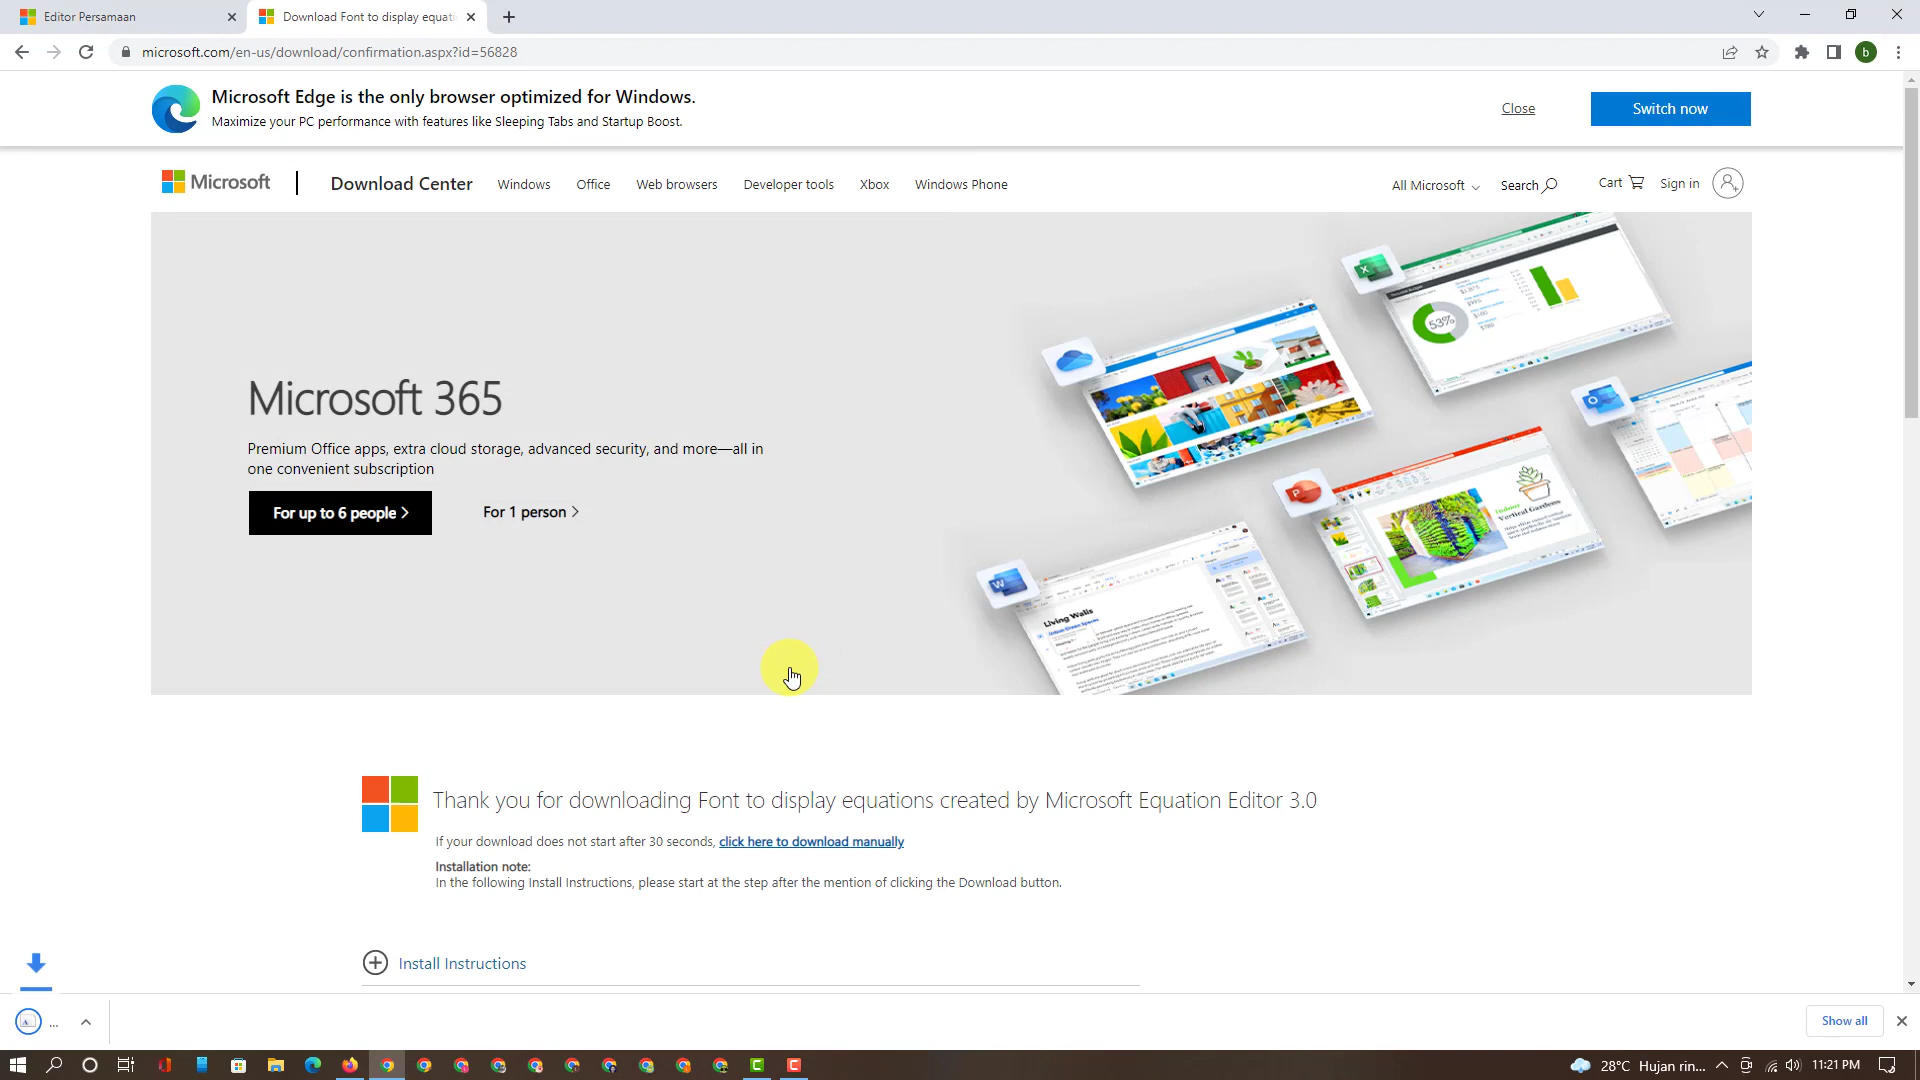 Editor Persamaan
Download Font to display equati
microsoft.com/en-us/download/confirmation.aspx?id=56828
b
Microsoft Edge is the only browser optimized for Windows.
Maximize your PC performance with features like Sleeping Tabs and Startup Boost.
Close
Switch now
Microsoft
Download Center
Windows
Office
Web browsers
Developer tools
Xbox
Windows Phone
All Microsoft
Search
Cart
Sign in
Microsoft 365
Premium Office apps, extra cloud storage, advanced security, and more—all in
one convenient subscription
For up to 6 people
For 1 person
53%
Indoor
Vertical Gardens
Living Walls
Thank you for downloading Font to display equations created by Microsoft Equation Editor 3.0
If your download does not start after 30 seconds, click here to download manually
Installation note:
In the following Install Instructions, please start at the step after the mention of clicking the Download button.
Install Instructions
...
Show all
28°C Hujan rin...
11:21 PM